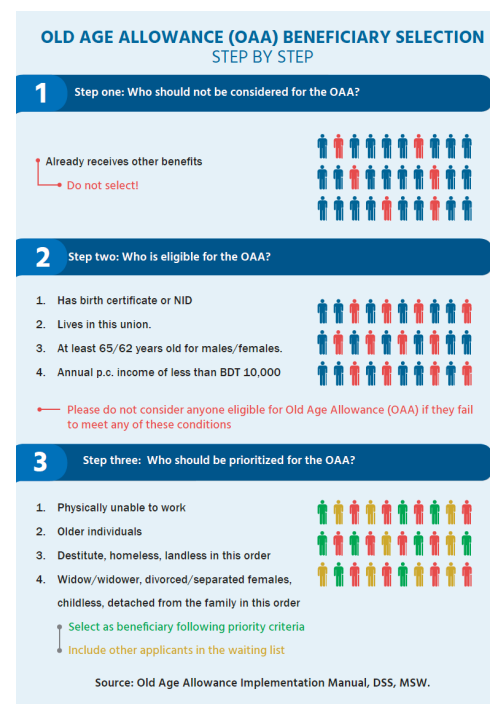 OLD AGE ALLOWANCE (OAA) BENEFICIARY SELECTION
STEP BY STEP
1 Step one: Who should not be considered for the OAA?
Already receives other benefits
Do not select!
2 Step two: Who is eligible for the OAA?
1. Has birth certificate or NID
2. Lives in this union.
3. At least 65/62 years old for males/females.
4. Annual p.c. income of less than BDT 10,000
Please do not consider anyone eligible for Old Age Allowance (OAA) if they fail
to meet any of these conditions
3 Step three: Who should be prioritized for the OAA?
1. Physically unable to work
2. Older individuals
3. Destitute, homeless, landless in this order
4. Widow/widower, divorced/separated females,
childless, detached from the family in this order
Select as beneficiary following priority criteria
Include other applicants in the waiting list
Source: Old Age Allowance Implementation Manual, DSS, MSW.